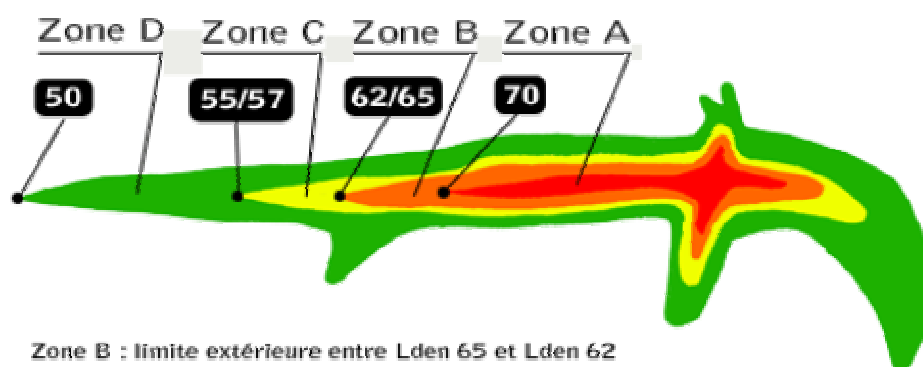 Zone D Zone C Zone B Zone A
50 55/57 62/65 70
Zone B : limite extérieure entre Lden 65 et Lden 62